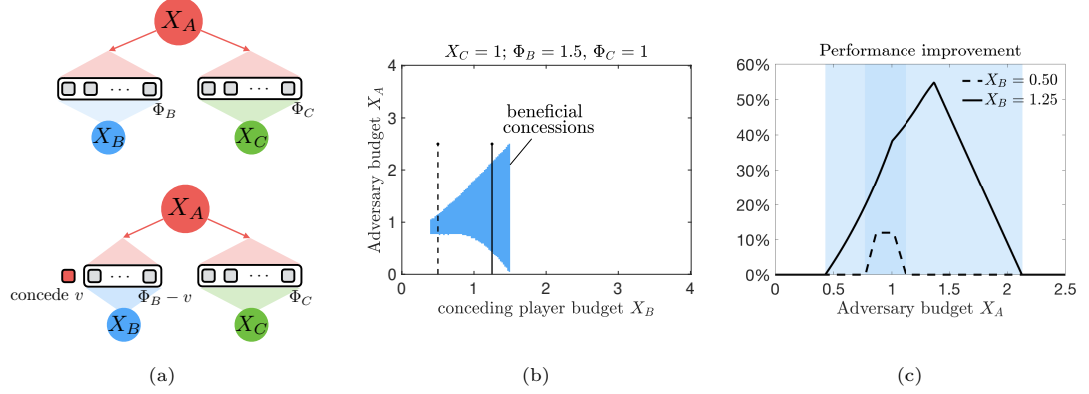 X_A
Φ_B
Φ_C
X_B
X_C
X_A
concede v
Φ_B − v
Φ_C
X_B
X_C
(a)
X_C = 1; Φ_B = 1.5, Φ_C = 1
Adversary budget X_A
4
3
2
1
0
beneficial
concessions
0 1 2 3 4
conceding player budget X_B
(b)
Performance improvement
60%
50%
40%
30%
20%
10%
0%
X_B = 0.50
X_B = 1.25
0 0.5 1 1.5 2 2.5
Adversary budget X_A
(c)